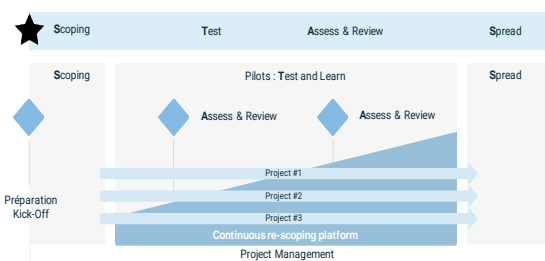 Scoping
Test
Assess & Review
Spread
Scoping
Pilots : Test and Learn
Spread
Assess & Review
Assess & Review
Project #1
Project #2
Project #3
Préparation
Kick-Off
Continuous re-scoping platform
Project Management